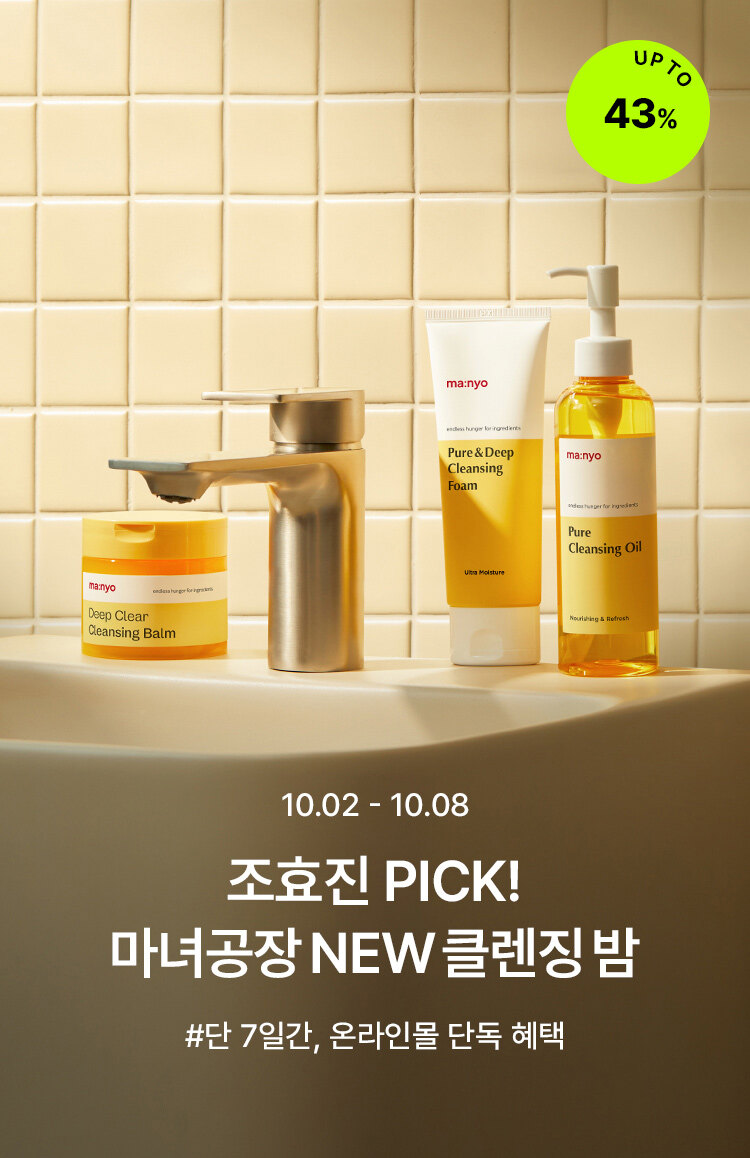 UP TO
43%
ma:nyo
endless hunger for ingredients
Pure & Deep
Cleansing
Foam
Ultra Moisture
ma:nyo
endless hunger for ingredients
Pure
Cleansing Oil
Nourishing & Refresh
ma:nyo
endless hunger for ingredients
Deep Clear
Cleansing Balm
10.02 - 10.08
조효진 PICK!
마녀공장 NEW 클렌징 밤
#단 7일간, 온라인몰 단독 혜택